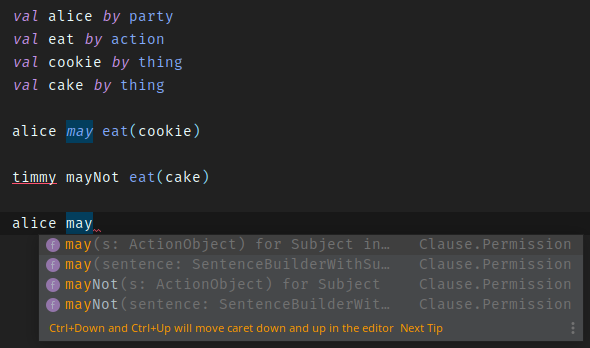 val alice by party
val eat by action
val cookie by thing
val cake by thing
alice may eat(cookie)
timmy mayNot eat(cake)
alice may
f may(s: ActionObject) for Subject in… Clause.Permission
f may(sentence: SentenceBuilderWithSu… Clause.Permission
f mayNot(s: ActionObject) for Subject Clause.Permission
f mayNot(sentence: SentenceBuilderWit… Clause.Permission
Ctrl+Down and Ctrl+Up will move caret down and up in the editor Next Tip